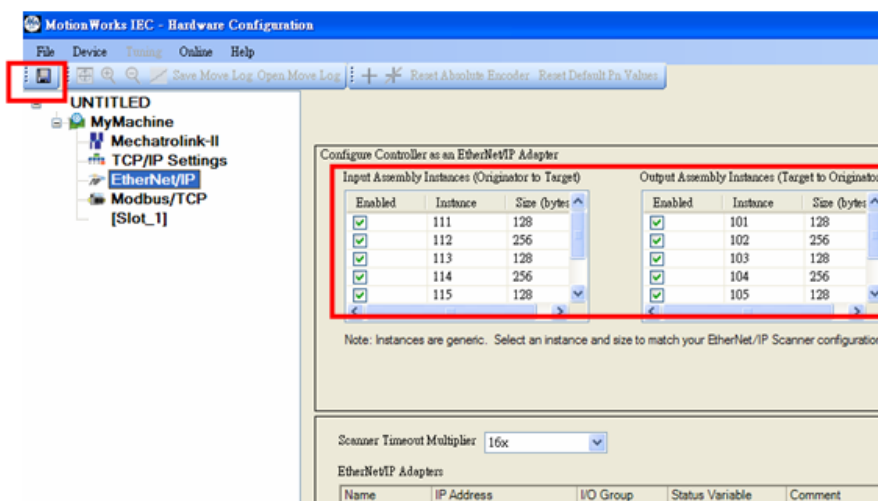 MotionWorks IEC - Hardware Configuration
File Device Tuning Online Help
Save Move Log Open Move Log Reset Absolute Encoder Reset Default Pn Values
UNTITLED
MyMachine
Mechatrolink-II
TCP/IP Settings
EtherNet/IP
Modbus/TCP
[Slot_1]
Configure Controller as an EtherNet/IP Adapter
Input Assembly Instances (Originator to Target)
Enabled Instance Size (bytes
111 128
112 256
113 128
114 256
115 128
Output Assembly Instances (Target to Originator
Enabled Instance Size (bytes
101 128
102 256
103 128
104 256
105 128
Note: Instances are generic. Select an instance and size to match your EtherNet/IP Scanner configuration
Scanner Timeout Multiplier 16x
EtherNet/IP Adapters
Name IP Address I/O Group Status Variable Comment